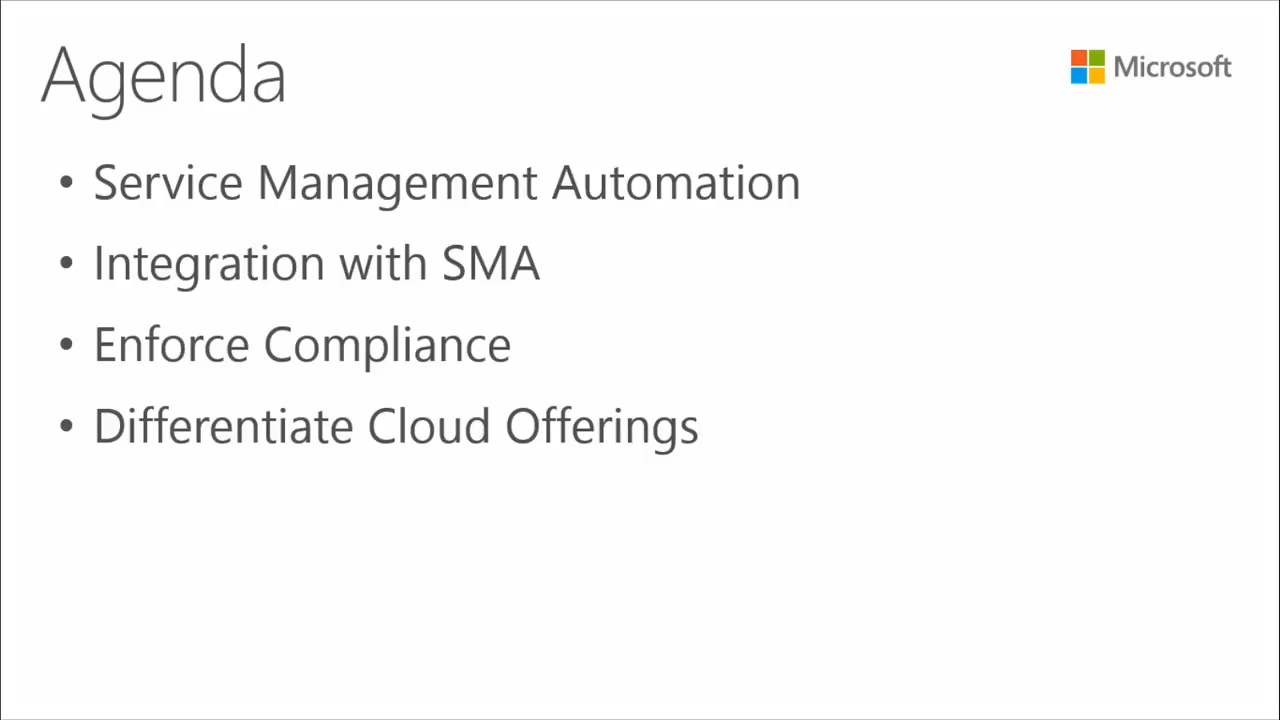 Agenda
Microsoft
• Service Management Automation
• Integration with SMA
• Enforce Compliance
• Differentiate Cloud Offerings